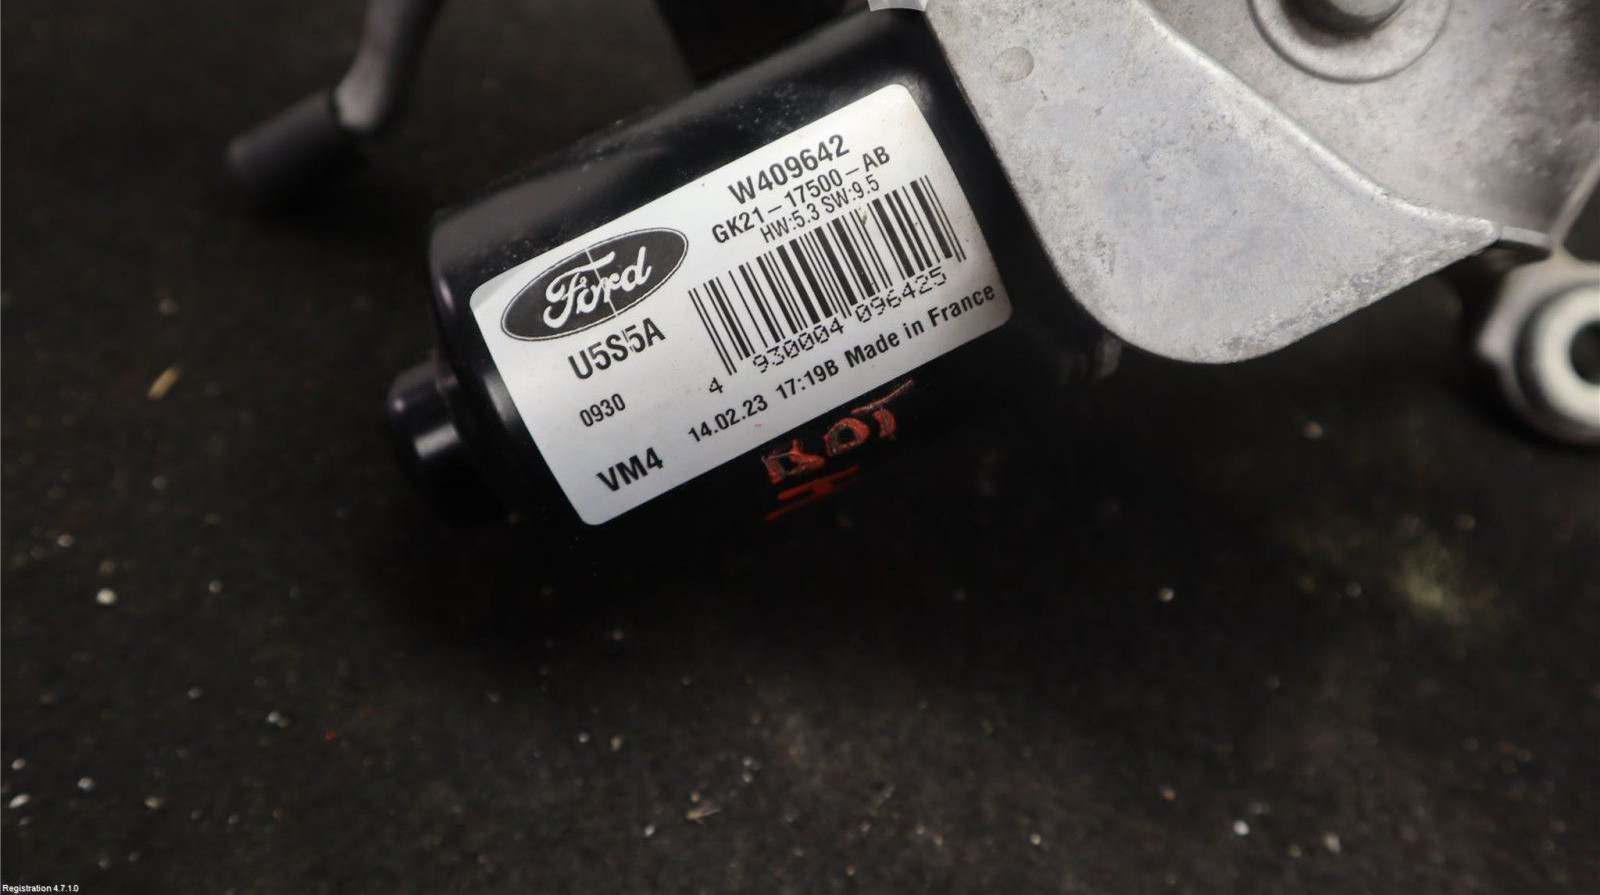 W409642
GK21-17500-AB
HW:5.3 SW:9.5
Ford
U5S5A
4 930004 096425
0930
14.02.23 17:19B Made in France
VM4
Registration 4.7.1.0